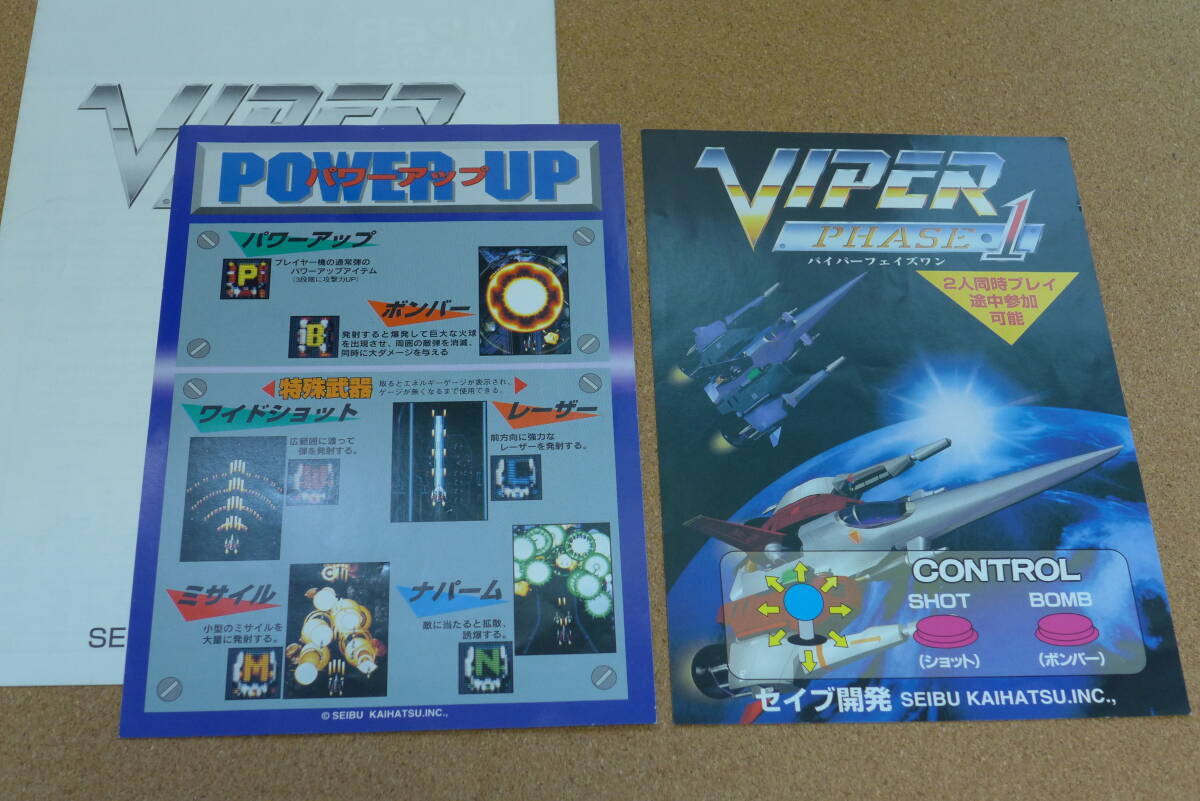 VIPER
SE
POWER UP
パワーアップ
パワーアップ
P
プレイヤー機の通常弾の
パワーアップアイテム
(3段階に攻撃力UP)
ボンバー
B
発射すると爆発して巨大な火球
を出現させ、周囲の敵弾を消滅、
同時に大ダメージを与える
特殊武器
取るとエネルギーゲージが表示され、
ゲージが無くなるまで使用できる。
ワイドショット
広範囲に渡って
弾を発射する。
W
レーザー
前方向に強力な
レーザーを発射する。
L
ミサイル
小型のミサイルを
大量に発射する。
M
ナパーム
敵に当たると拡散、
誘爆する。
N
© SEIBU KAIHATSU.INC.,
VIPER
PHASE・1
バイパーフェイズワン
2人同時プレイ
途中参加
可能
CONTROL
SHOT
BOMB
(ショット)
(ボンバー)
セイブ開発 SEIBU KAIHATSU.INC.,